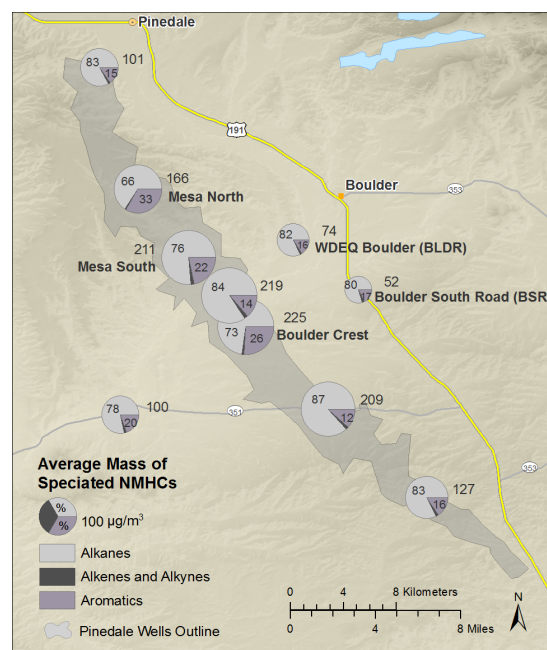 Pinedale
83
101
15
191
66
166
33
Mesa North
Boulder
353
211
76
Mesa South
22
82
74
16
WDEQ Boulder (BLDR)
84
219
14
80
52
17
Boulder South Road (BSR
225
73
26
Boulder Crest
78
100
20
351
87
209
12
353
83
127
16
Average Mass of
Speciated NMHCs
%
%
100 µg/m³
Alkanes
Alkenes and Alkynes
Aromatics
Pinedale Wells Outline
0 4 8 Kilometers
0 4 8 Miles
N